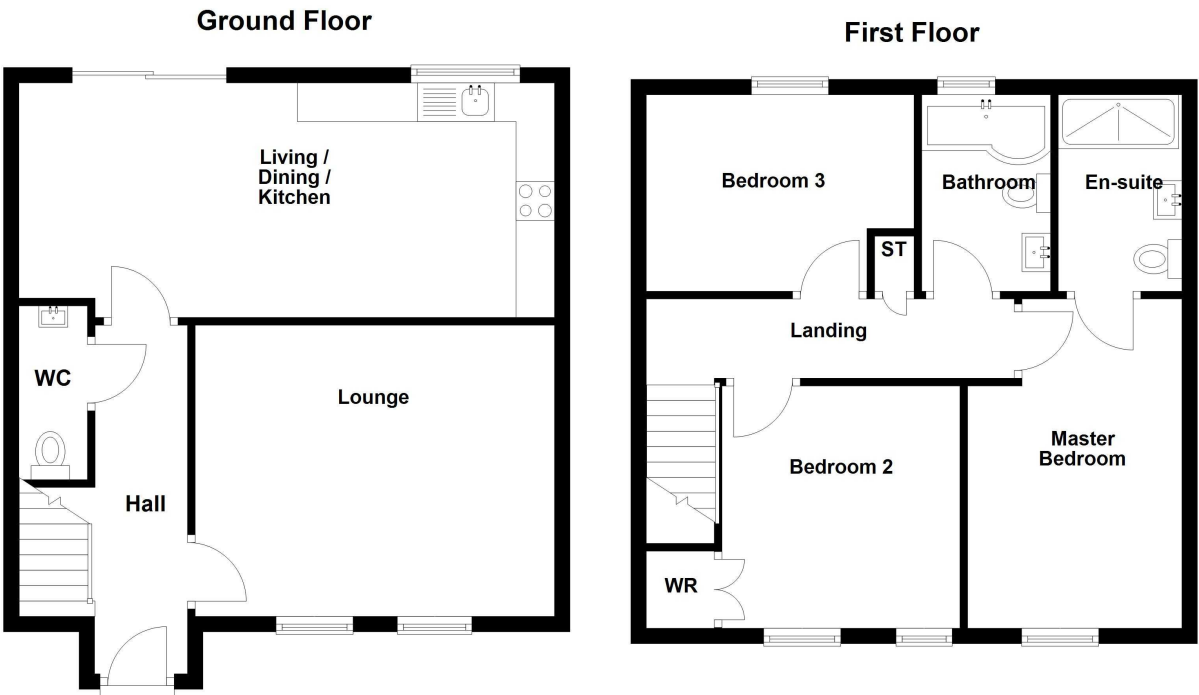 Ground Floor
Living /
Dining /
Kitchen
WC
Lounge
Hall
First Floor
Bedroom 3
Bathroom
En-suite
ST
Landing
Master
Bedroom
Bedroom 2
WR